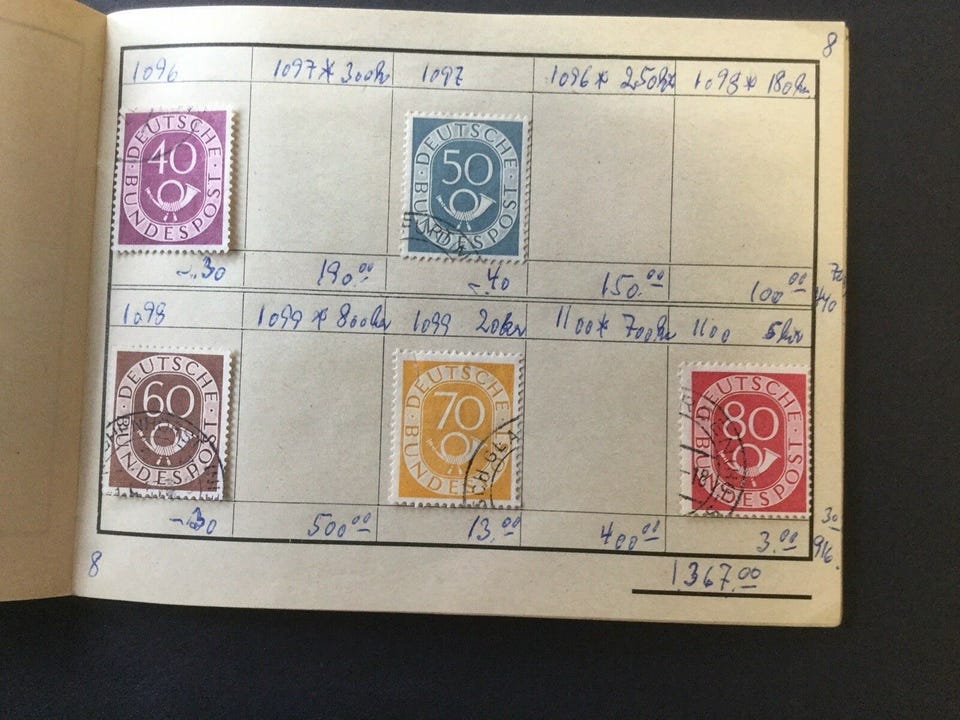 8
1096 1097* 300kr 1097 1096* 250kr 1098* 180kr.
DEUTSCHE BUNDESPOST 40
DEUTSCHE BUNDESPOST 50
-.30 190.00 -.40 150.00 100.00
1098 1099* 800kr 1099 20kr 1100* 700kr 1100 5kr
DEUTSCHE BUNDESPOST 60
DEUTSCHE BUNDESPOST 70
DEUTSCHE BUNDESPOST 80
-.30 500.00 13.00 400.00 3.00 30
916.
8
1367.00